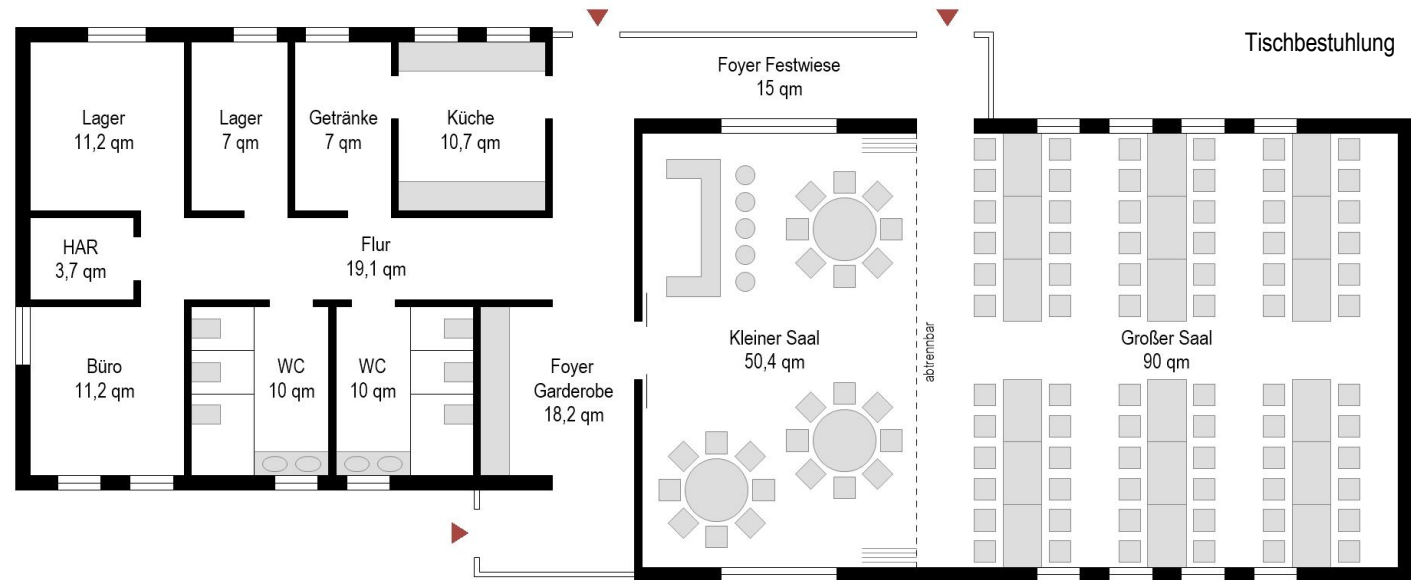 Tischbestuhlung
Foyer Festwiese
15 qm
Lager
11,2 qm
Lager
7 qm
Getränke
7 qm
Küche
10,7 qm
HAR
3,7 qm
Flur
19,1 qm
Büro
11,2 qm
WC
10 qm
WC
10 qm
Foyer
Garderobe
18,2 qm
Kleiner Saal
50,4 qm
abtrennbar
Großer Saal
90 qm